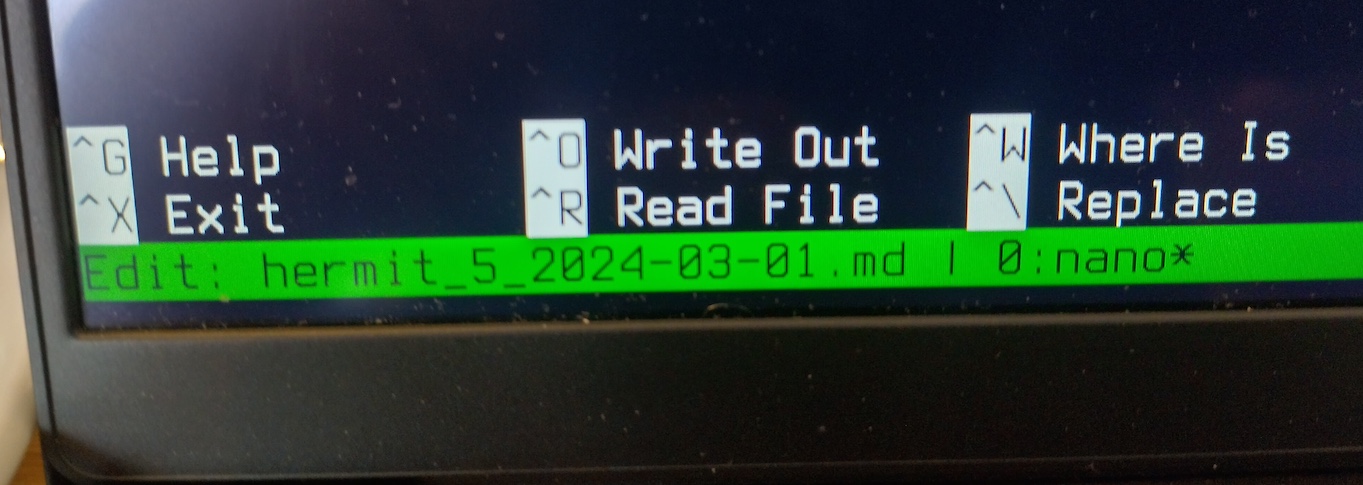 ^G Help ^O Write Out ^W Where Is
^X Exit ^R Read File ^\ Replace
Edit: hermit_5_2024-03-01.md | 0:nano*